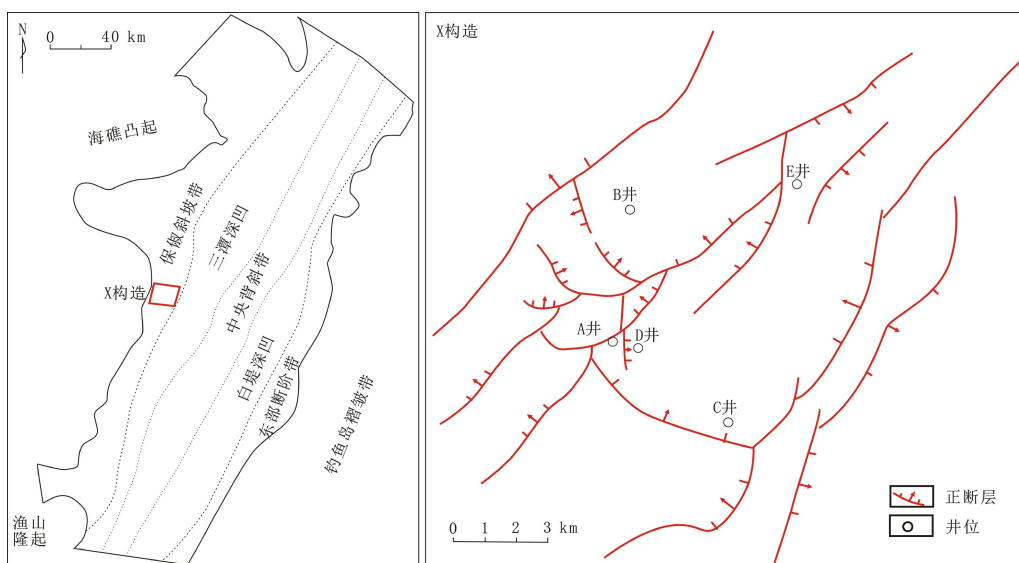 N
0 40 km
海礁凸起
保俶斜坡带
三潭深凹
X构造
中央背斜带
白堤深凹
东部断阶带
钓鱼岛褶皱带
渔山
隆起
X构造
B井
E井
A井
D井
C井
正断层
井位
0 1 2 3 km